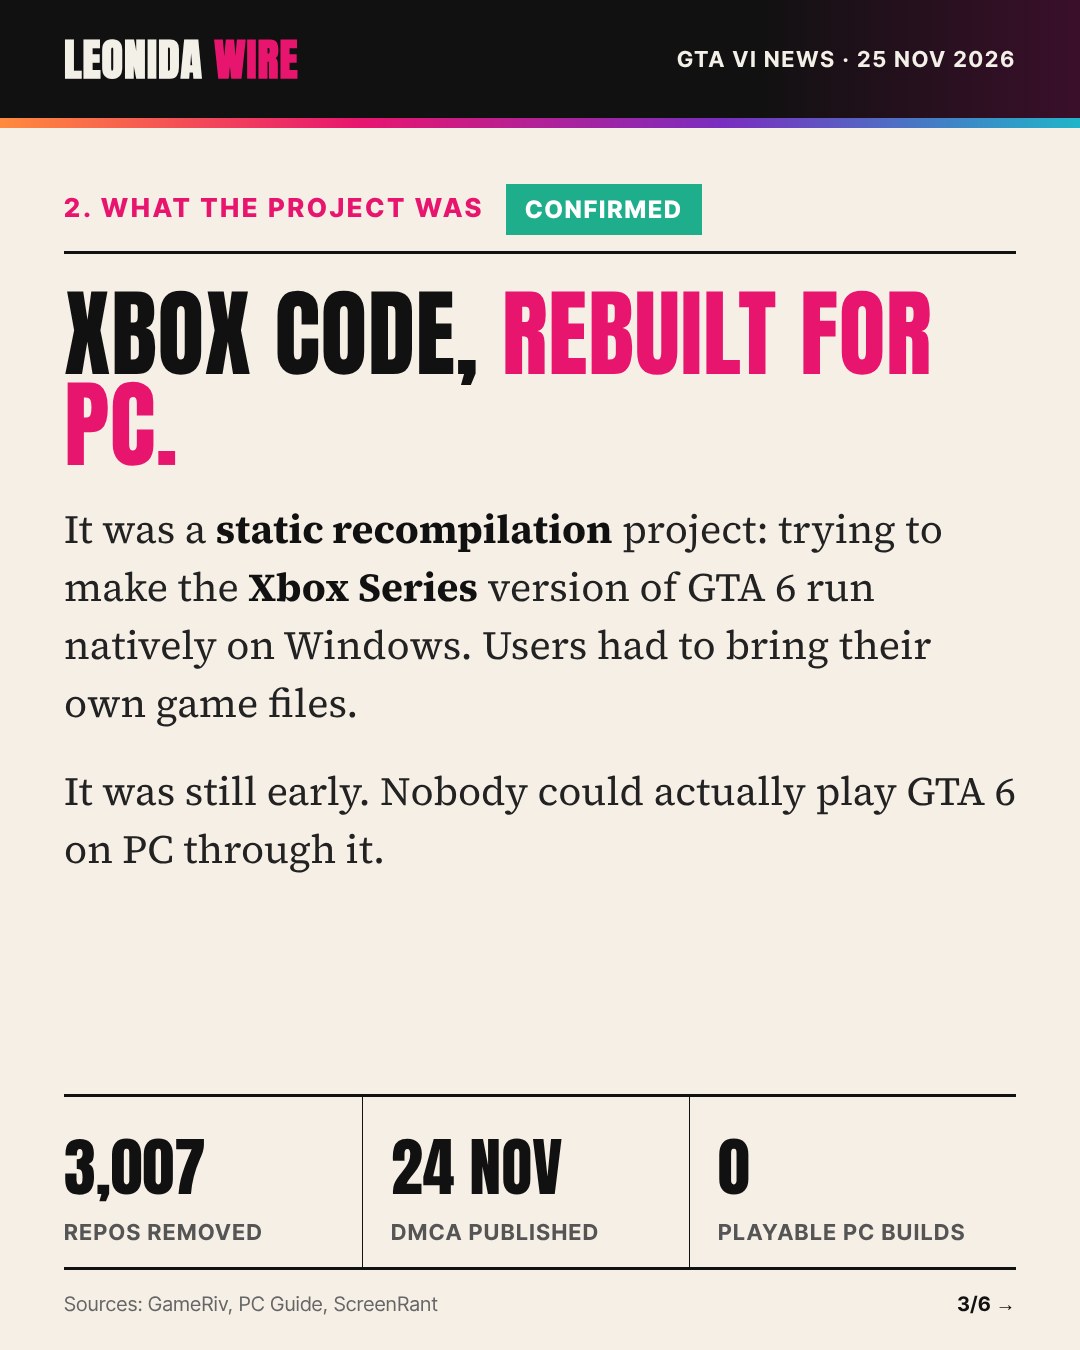 LEONIDA WIRE
GTA VI NEWS · 25 NOV 2026
2. WHAT THE PROJECT WAS
CONFIRMED
XBOX CODE, REBUILT FOR
PC.
It was a static recompilation project: trying to
make the Xbox Series version of GTA 6 run
natively on Windows. Users had to bring their
own game files.
It was still early. Nobody could actually play GTA 6
on PC through it.
3,007
REPOS REMOVED
24 NOV
DMCA PUBLISHED
0
PLAYABLE PC BUILDS
Sources: GameRiv, PC Guide, ScreenRant
3/6 →